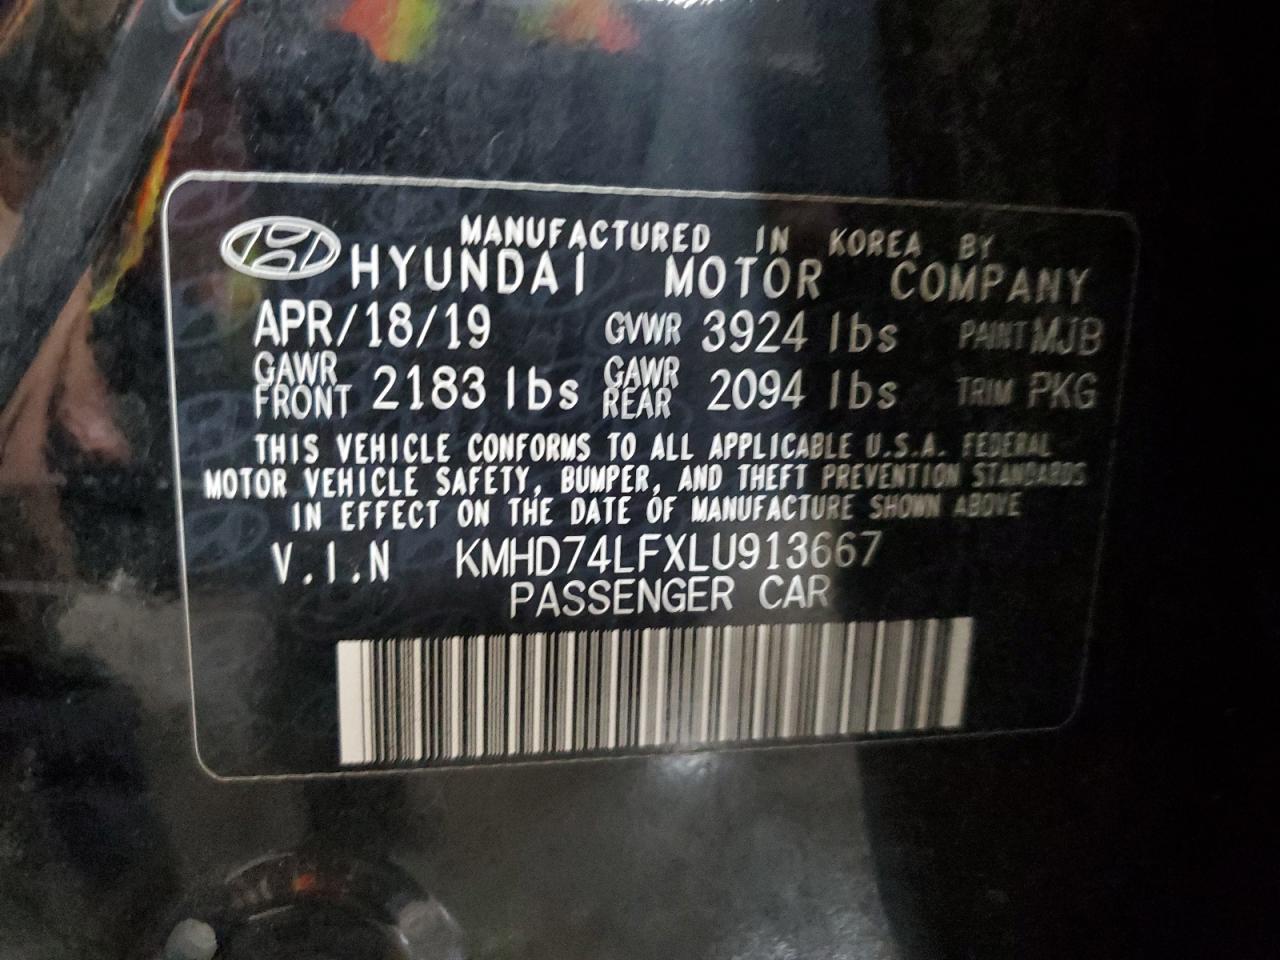 MANUFACTURED IN KOREA BY
HYUNDAI MOTOR COMPANY
APR/18/19 GVWR 3924 lbs PAINT MJB
GAWR FRONT 2183 lbs GAWR REAR 2094 lbs TRIM PKG
THIS VEHICLE CONFORMS TO ALL APPLICABLE U.S.A. FEDERAL
MOTOR VEHICLE SAFETY, BUMPER, AND THEFT PREVENTION STANDARDS
IN EFFECT ON THE DATE OF MANUFACTURE SHOWN ABOVE
V.I.N KMHD74LFXLU913667
PASSENGER CAR